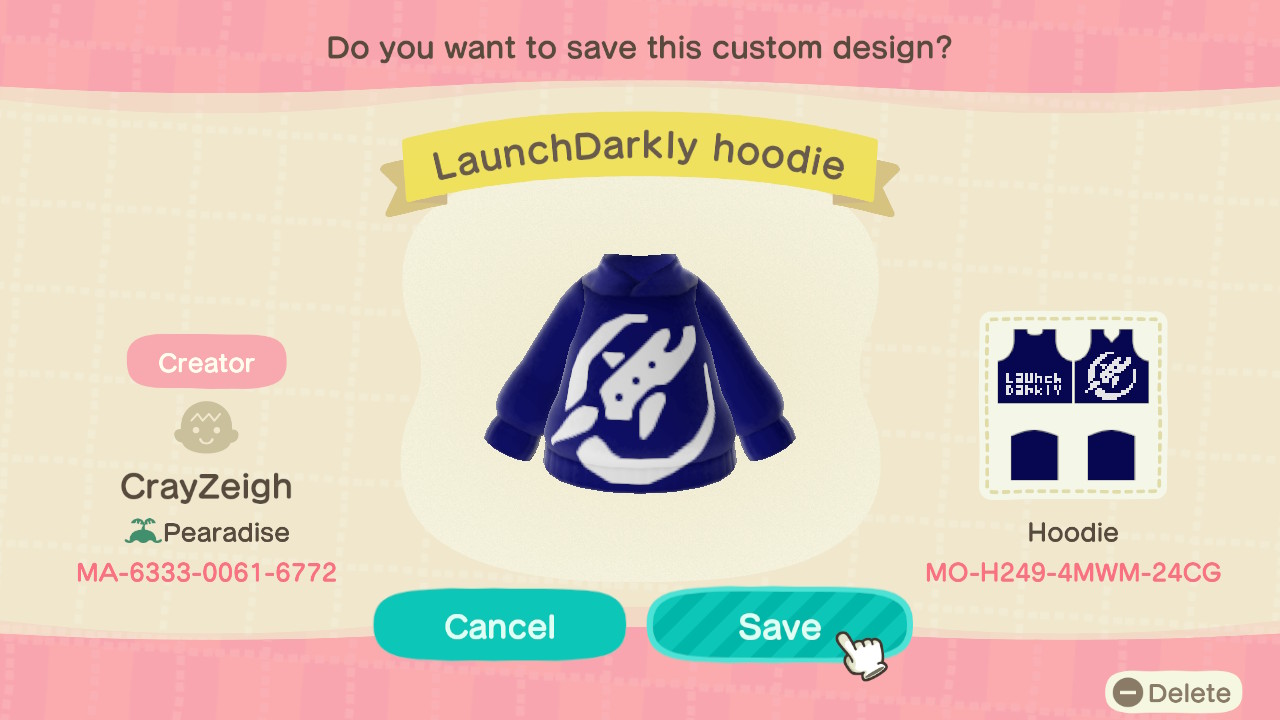 Do you want to save this custom design?
LaunchDarkly hoodie
Creator
CrayZeigh
Pearadise
MA-6333-0061-6772
Launch
Darkly
Hoodie
MO-H249-4MWM-24CG
Cancel
Save
Delete